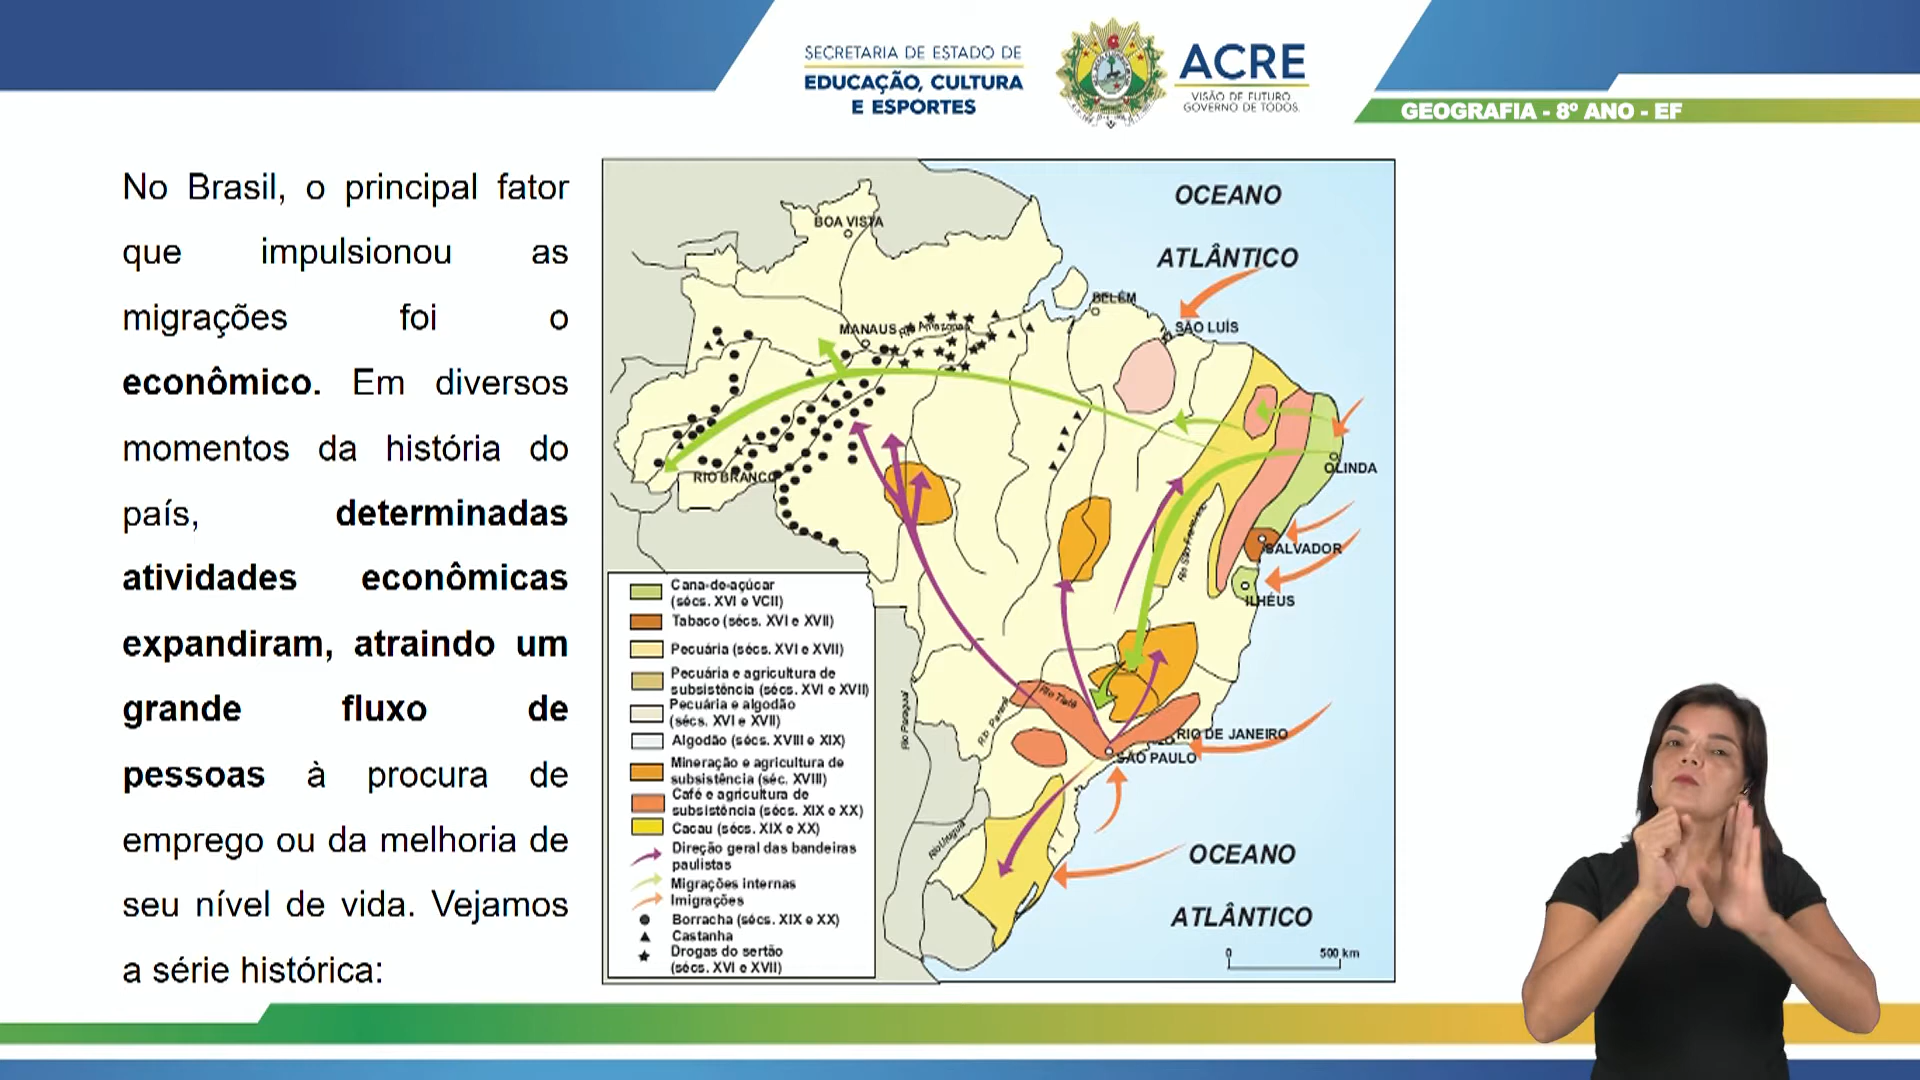 SECRETARIA DE ESTADO DE
EDUCAÇÃO, CULTURA
E ESPORTES
ACRE
VISÃO DE FUTURO
GOVERNO DE TODOS.
GEOGRAFIA - 8º ANO - EF
No Brasil, o principal fator
que impulsionou as
migrações foi o
econômico. Em diversos
momentos da história do
país, determinadas
atividades econômicas
expandiram, atraindo um
grande fluxo de
pessoas à procura de
emprego ou da melhoria de
seu nível de vida. Vejamos
a série histórica:
OCEANO
ATLÂNTICO
BOA VISTA
BELÉM
SÃO LUÍS
MANAUS
Rio Amazonas
OLINDA
RIO BRANCO
Rio São Francisco
SALVADOR
ILHÉUS
Rio Tietê
Rio Paraná
Rio Paraguai
RIO DE JANEIRO
SÃO PAULO
Rio Uruguai
OCEANO
ATLÂNTICO
0 500 km
Cana-de-açúcar
(sécs. XVI e VCII)
Tabaco (sécs. XVI e XVII)
Pecuária (sécs. XVI e XVII)
Pecuária e agricultura de
subsistência (sécs. XVI e XVII)
Pecuária e algodão
(sécs. XVI e XVII)
Algodão (sécs. XVIII e XIX)
Mineração e agricultura de
subsistência (séc. XVIII)
Café e agricultura de
subsistência (sécs. XIX e XX)
Cacau (sécs. XIX e XX)
Direção geral das bandeiras
paulistas
Migrações internas
Imigrações
Borracha (sécs. XIX e XX)
Castanha
Drogas do sertão
(sécs. XVI e XVII)